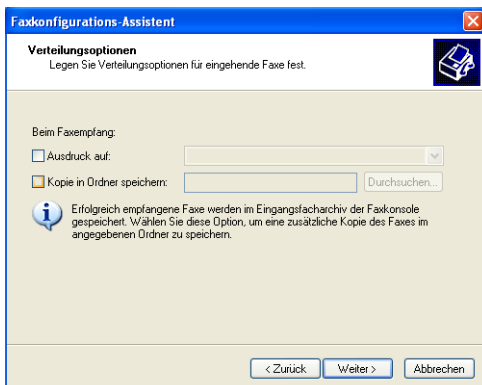 Faxkonfigurations-Assistent
Verteilungsoptionen
Legen Sie Verteilungsoptionen für eingehende Faxe fest.
Beim Faxempfang:
Ausdruck auf:
Kopie in Ordner speichern:
Durchsuchen...
Erfolgreich empfangene Faxe werden im Eingangsfacharchiv der Faxkonsole
gespeichert. Wählen Sie diese Option, um eine zusätzliche Kopie des Faxes im
angegebenen Ordner zu speichern.
< Zurück
Weiter >
Abbrechen